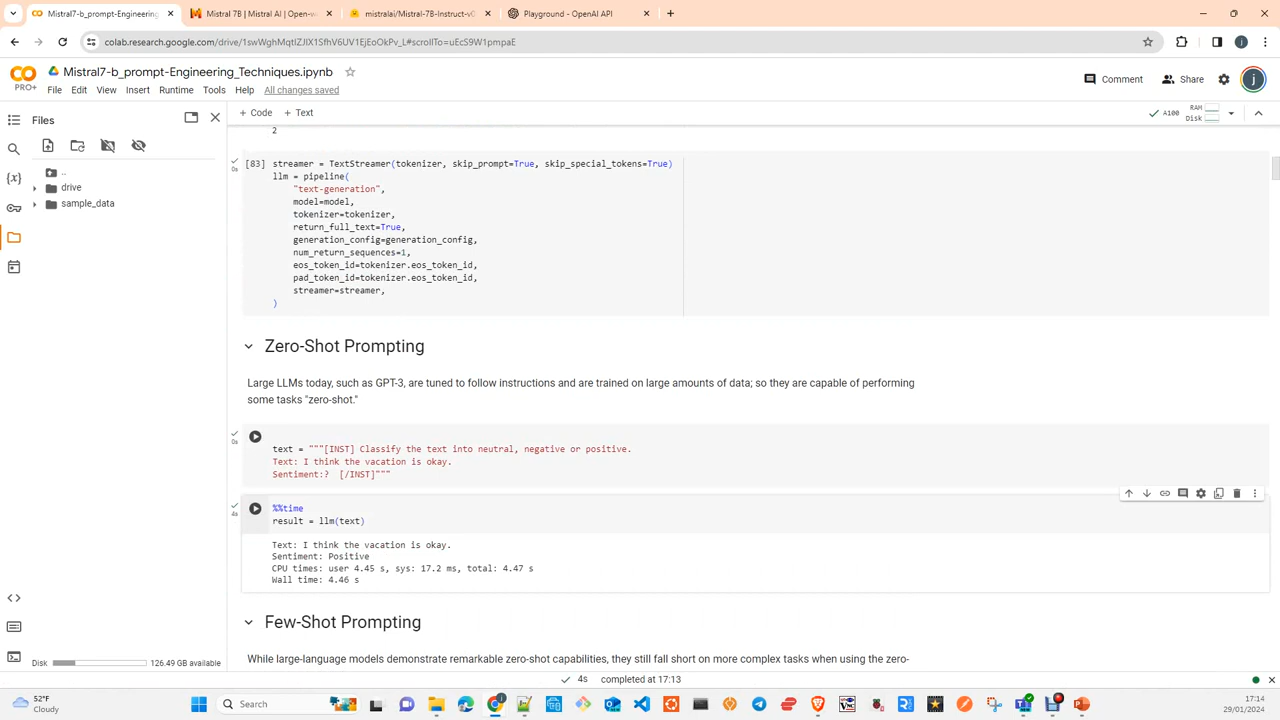 Mistral7-b_prompt-Engineering_
Mistral 7B | Mistral AI | Open-w
mistralai/Mistral-7B-Instruct-v0
Playground - OpenAI API
colab.research.google.com/drive/1swWghMqtIZJIX1SfhV6UV1EjEoOkPv_L#scrollTo=uEcS9W1pmpaE
PRO+
Mistral7-b_prompt-Engineering_Techniques.ipynb
Comment
Share
j
File Edit View Insert Runtime Tools Help All changes saved
Files
+ Code + Text
A100
RAM
Disk
..
drive
sample_data
2
[83] streamer = TextStreamer(tokenizer, skip_prompt=True, skip_special_tokens=True)
0s
llm = pipeline(
"text-generation",
model=model,
tokenizer=tokenizer,
return_full_text=True,
generation_config=generation_config,
num_return_sequences=1,
eos_token_id=tokenizer.eos_token_id,
pad_token_id=tokenizer.eos_token_id,
streamer=streamer,
)
Zero-Shot Prompting
Large LLMs today, such as GPT-3, are tuned to follow instructions and are trained on large amounts of data; so they are capable of performing
some tasks "zero-shot."
0s
text = """[INST] Classify the text into neutral, negative or positive.
Text: I think the vacation is okay.
Sentiment:?  [/INST]"""
4s
%%time
result = llm(text)
Text: I think the vacation is okay.
Sentiment: Positive
CPU times: user 4.45 s, sys: 17.2 ms, total: 4.47 s
Wall time: 4.46 s
Few-Shot Prompting
While large-language models demonstrate remarkable zero-shot capabilities, they still fall short on more complex tasks when using the zero-
Disk 126.49 GB available
4s completed at 17:13
52°F
Cloudy
Search
17:14
29/01/2024